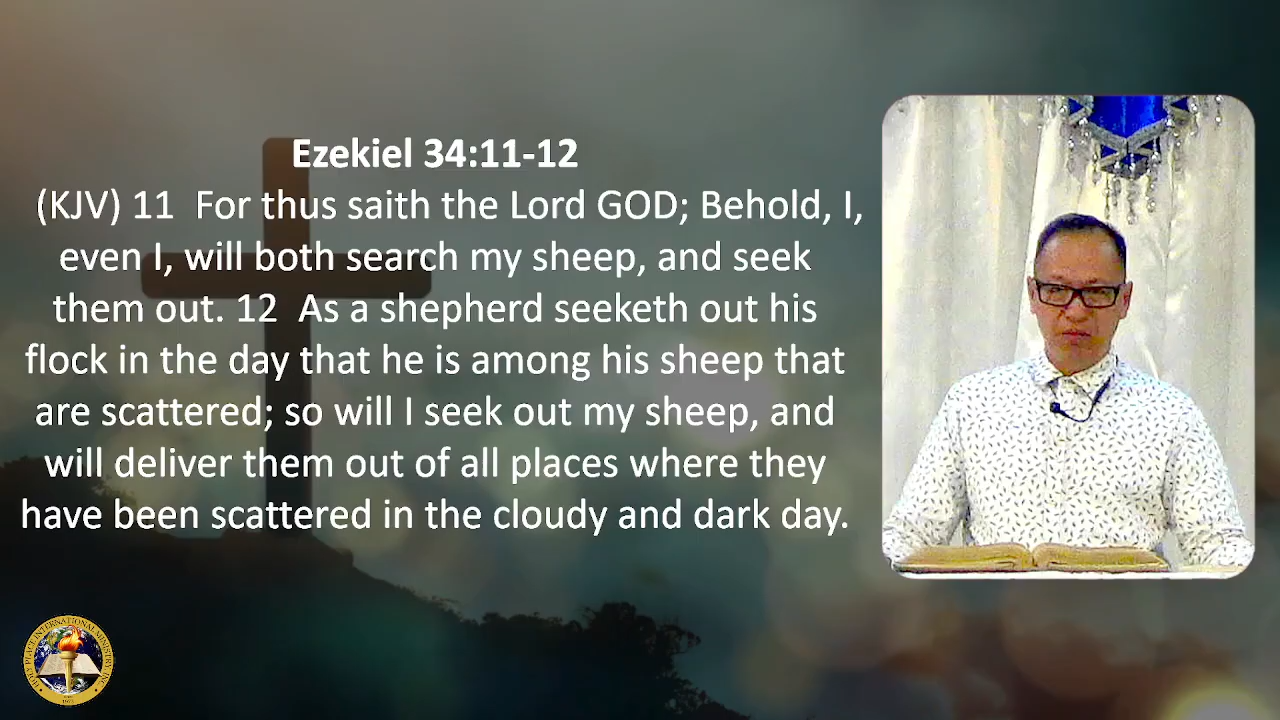 Ezekiel 34:11-12
(KJV) 11 For thus saith the Lord GOD; Behold, I,
even I, will both search my sheep, and seek
them out. 12 As a shepherd seeketh out his
flock in the day that he is among his sheep that
are scattered; so will I seek out my sheep, and
will deliver them out of all places where they
have been scattered in the cloudy and dark day.
INTERNATIONAL MINISTRY INC.